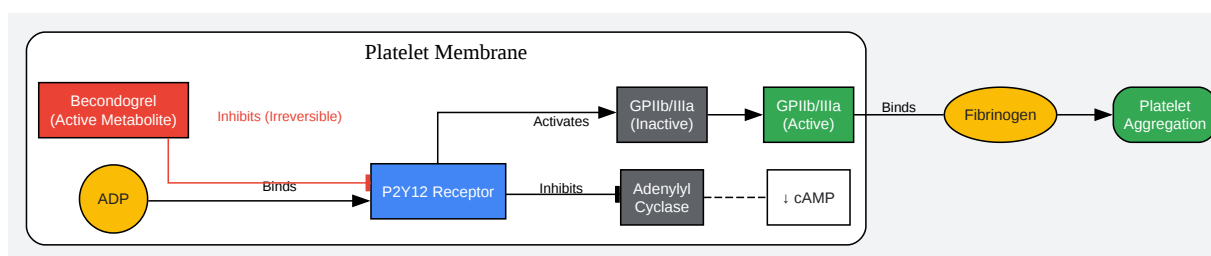 Platelet Membrane
Becondogrel
(Active Metabolite)
Inhibits (Irreversible)
GPIIb/IIIa
(Inactive)
GPIIb/IIIa
(Active)
Binds
Fibrinogen
Platelet
Aggregation
Activates
ADP
Binds
P2Y12 Receptor
Inhibits
Adenylyl
Cyclase
↓ cAMP